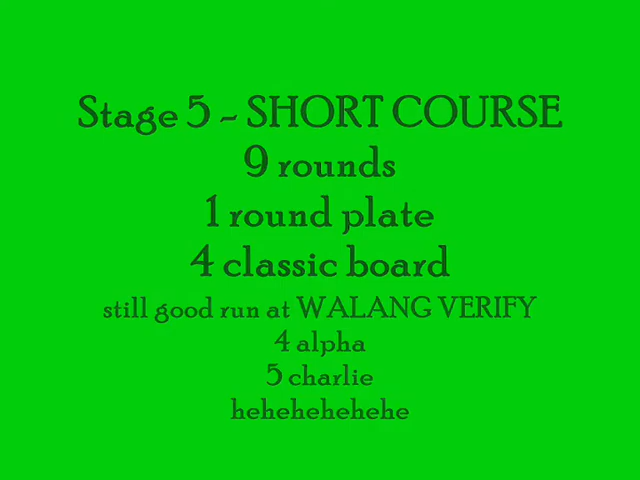 Stage 5 - SHORT COURSE
9 rounds
1 round plate
4 classic board
still good run at WALANG VERIFY
4 alpha
5 charlie
hehehehehehe